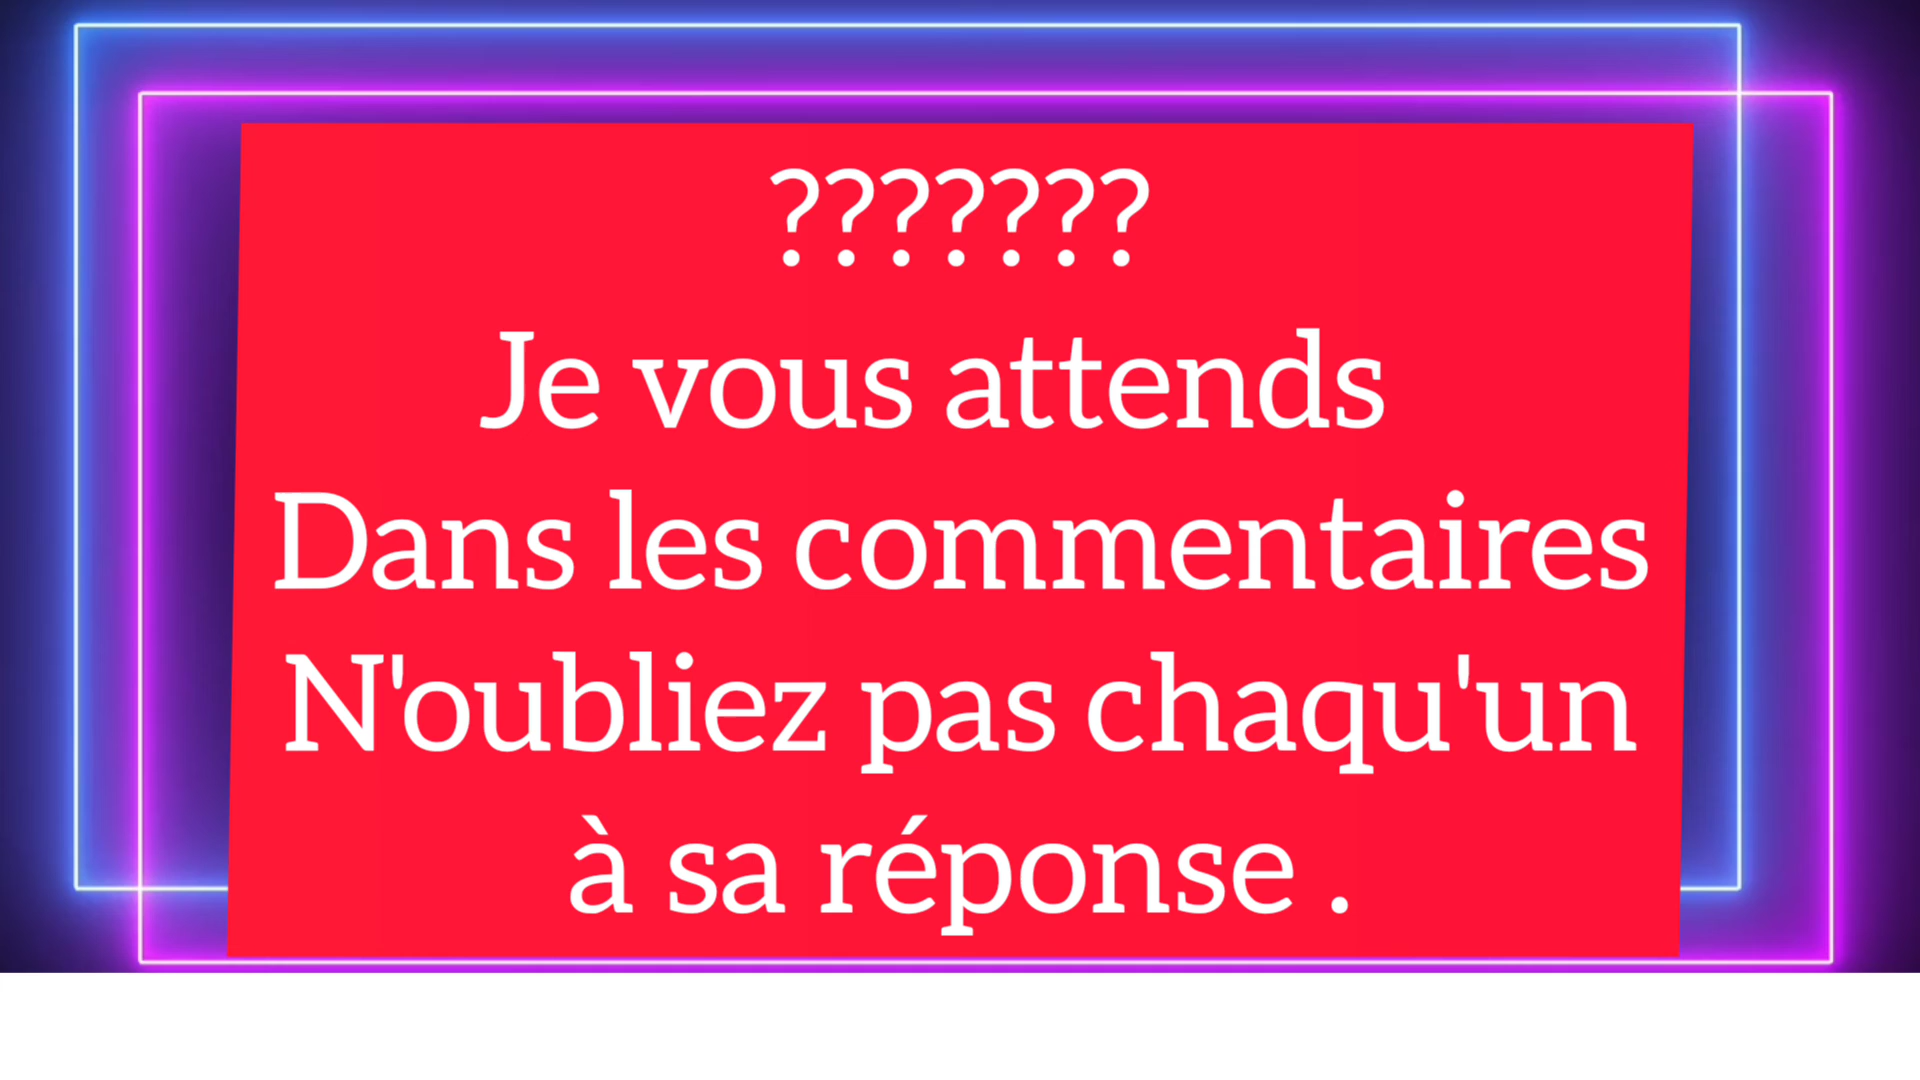 ???????
Je vous attends
Dans les commentaires
N'oubliez pas chaqu'un
à sa réponse .